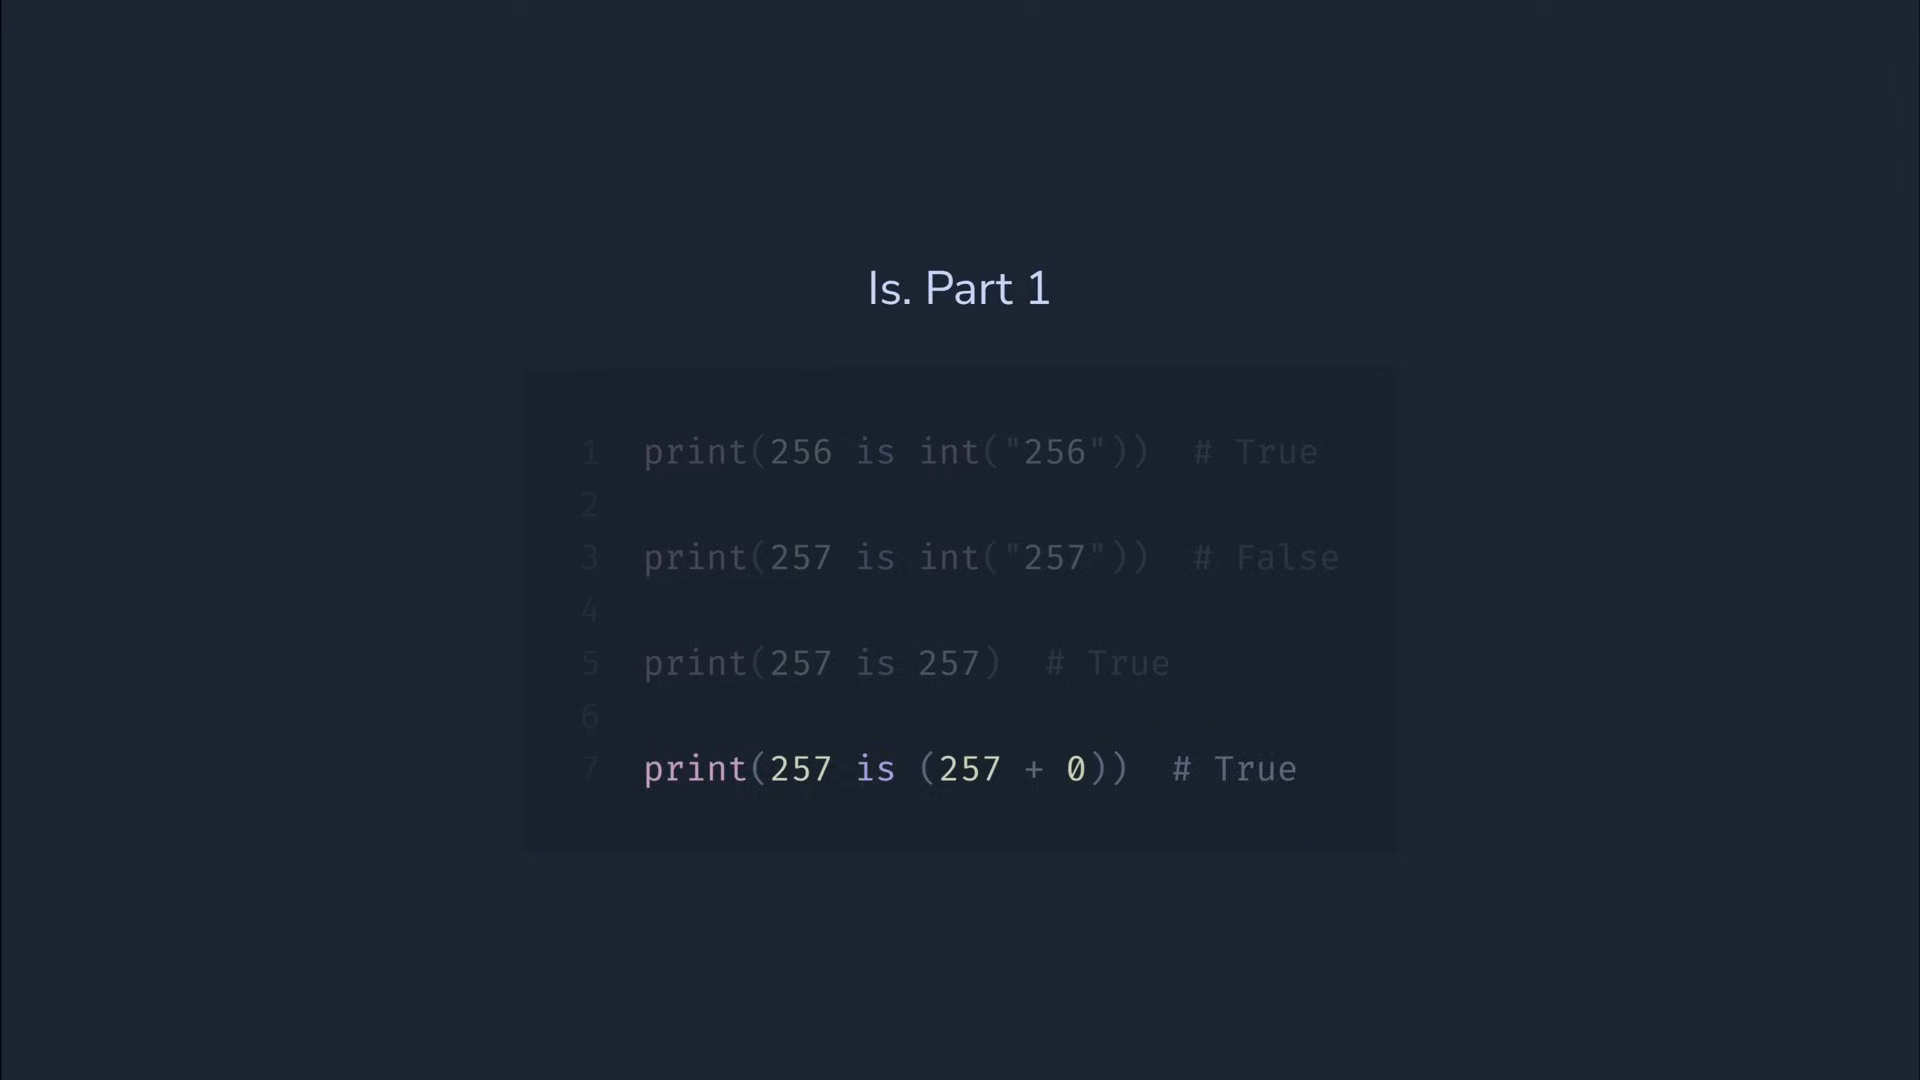 Is. Part 1
1 print(256 is int("256"))  # True
2
3 print(257 is int("257"))  # False
4
5 print(257 is 257)  # True
6
7 print(257 is (257 + 0))  # True